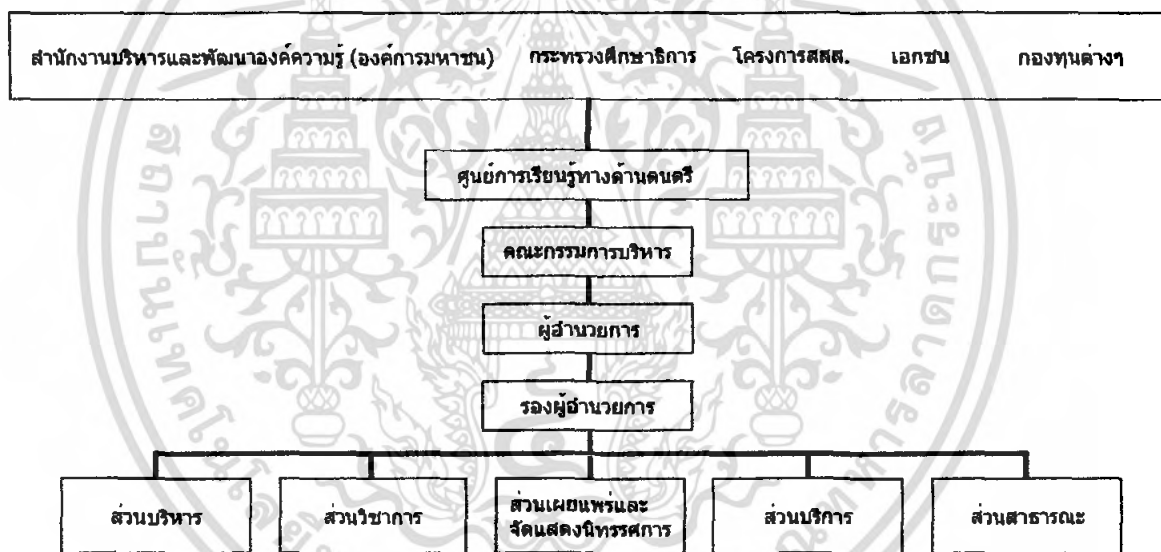 สำนักงานบริหารและพัฒนาองค์ความรู้ (องค์การมหาชน) กระทรวงศึกษาธิการ โครงการสสส. เอกชน กองทุนต่างๆ
ศูนย์การเรียนรู้ทางด้านดนตรี
คณะกรรมการบริหาร
ผู้อำนวยการ
รองผู้อำนวยการ
ส่วนบริหาร
ส่วนวิชาการ
ส่วนเผยแพร่และ
จัดแสดงนิทรรศการ
ส่วนบริการ
ส่วนสาธารณะ